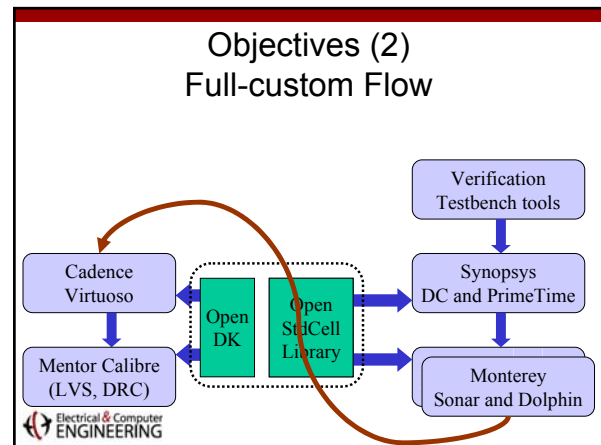 Objectives (2)
Full-custom Flow
Verification
Testbench tools
Cadence
Virtuoso
Open
DK
Open
StdCell
Library
Synopsys
DC and PrimeTime
Mentor Calibre
(LVS, DRC)
Monterey
Sonar and Dolphin
Electrical & Computer
ENGINEERING